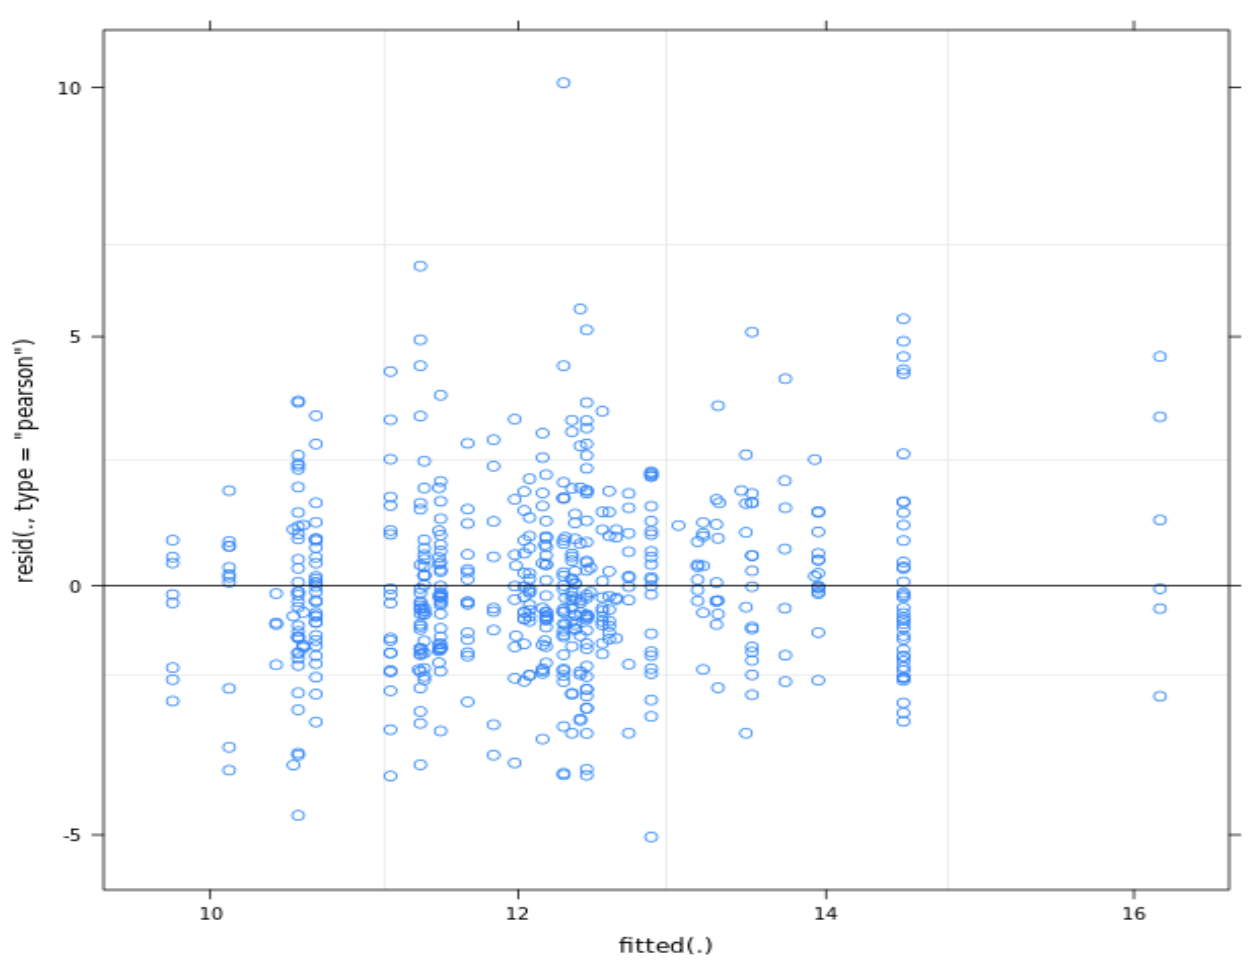 10
5
0
-5
resid(., type = "pearson")
10 12 14 16
fitted(.)